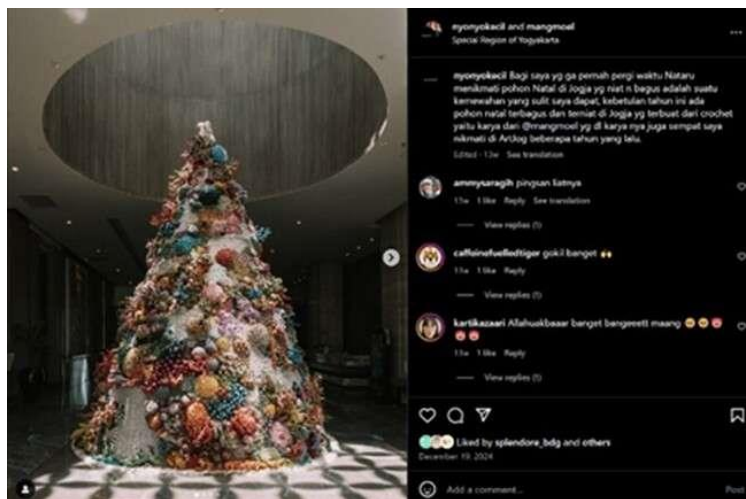 nyonyokecil and mangmoel
Special Region of Yogyakarta
nyonyokecil Bagi saya yg ga pernah pergi waktu Nataru
menikmati pohon Natal di Jogja yg niat n bagus adalah suatu
kemewahan yang sulit saya dapat, kebetulan tahun ini ada
pohon natal terbagus dan terniat di Jogja yg terbuat dari crochet
yaitu karya dari @mangmoel yg dl karya nya juga sempat saya
nikmati di ArtJog beberapa tahun yang lalu.
Edited · 13w See translation
ammysaragih pingsan liatnya
13w 1 like Reply See translation
View replies (1)
caffeinefuelledtiger gokil banget
11w 1 like Reply
View replies (1)
kartikazaari Allahuakbaaar banget bangeeett maang
11w 1 like Reply
View replies (1)
Liked by splendore_bdg and others
December 19, 2024
Add a comment...
Post